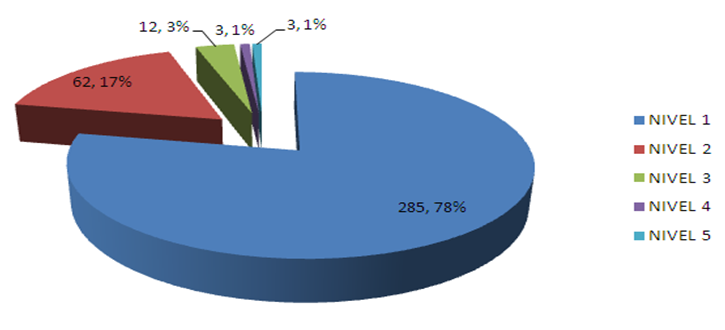 12, 3%
3, 1%
3, 1%
62, 17%
285, 78%
NIVEL 1
NIVEL 2
NIVEL 3
NIVEL 4
NIVEL 5